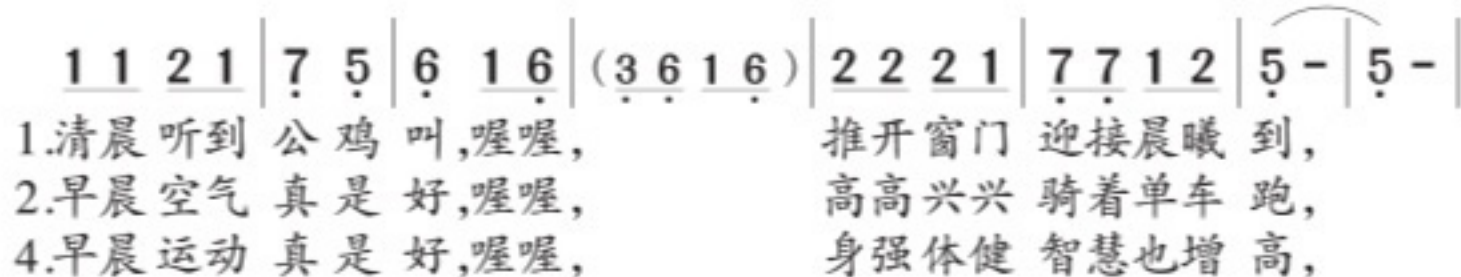 1 1 2 1 | 7̣ 5̣ | 6̣ 1 6̣ | (3̣ 6̣ 1 6̣) | 2 2 2 1 | 7̣ 7̣ 1 2 | 5̣ - | 5̣ - |
1.清晨 听到 公 鸡 叫,喔喔, 推开窗门 迎接晨曦 到,
2.早晨 空气 真 是 好,喔喔, 高高兴兴 骑着单车 跑,
4.早晨 运动 真 是 好,喔喔, 身强体健 智慧也增 高,